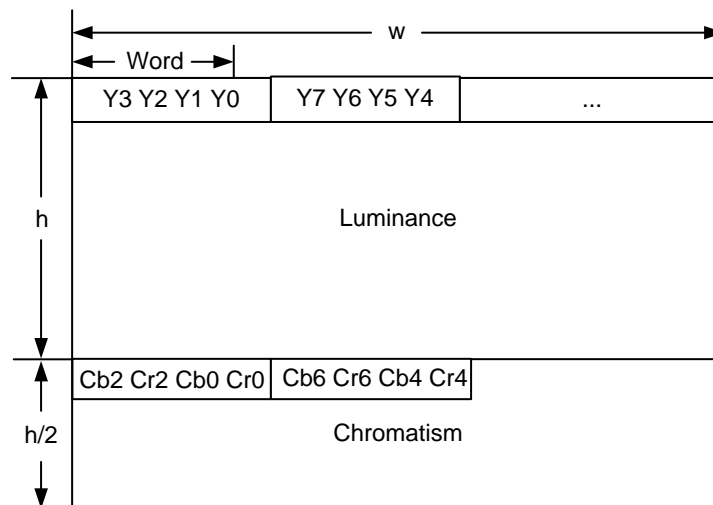 w
Word
Y3 Y2 Y1 Y0
Y7 Y6 Y5 Y4
...
h
Luminance
Cb2 Cr2 Cb0 Cr0
Cb6 Cr6 Cb4 Cr4
h/2
Chromatism